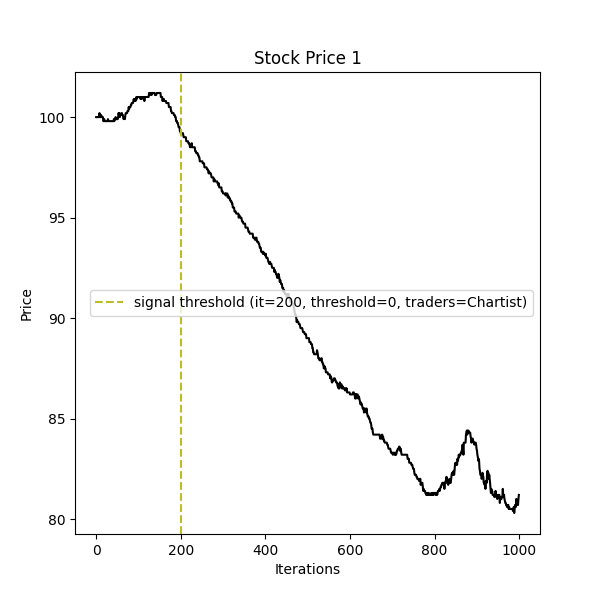 Stock Price 1
Price
100
95
90
85
80
signal threshold (it=200, threshold=0, traders=Chartist)
0
200
400
600
800
1000
Iterations